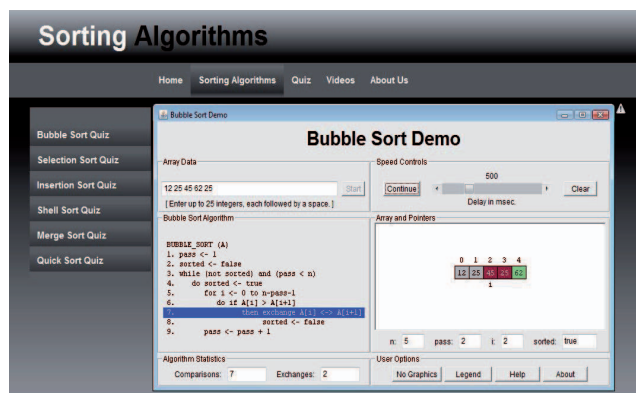 Sorting Algorithms
Home Sorting Algorithms Quiz Videos About Us
Bubble Sort Quiz
Selection Sort Quiz
Insertion Sort Quiz
Shell Sort Quiz
Merge Sort Quiz
Quick Sort Quiz
Bubble Sort Demo
Bubble Sort Demo
Array Data
12 25 45 62 25 Start
[ Enter up to 25 integers, each followed by a space. ]
Speed Controls
500
Continue Clear
Delay in msec.
Bubble Sort Algorithm
BUBBLE_SORT (A)
1. pass <- 1
2. sorted <- false
3. while (not sorted) and (pass < n)
4. do sorted <- true
5. for i <- 0 to n-pass-1
6. do if A[i] > A[i+1]
7. then exchange A[i] <-> A[i+1]
8. sorted <- false
9. pass <- pass + 1
Array and Pointers
0 1 2 3 4
12 25 45 25 62
i
n: 5 pass: 2 i: 2 sorted: true
Algorithm Statistics
Comparisons: 7 Exchanges: 2
User Options
No Graphics Legend Help About